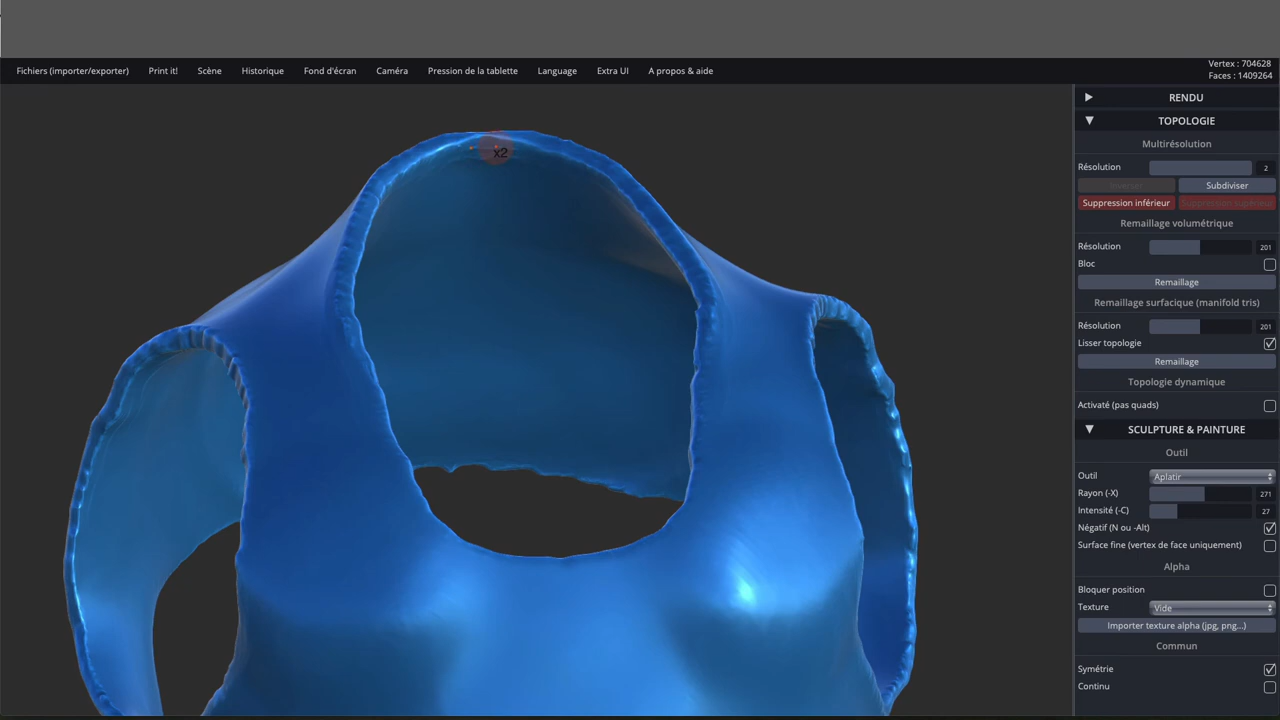 Fichiers (importer/exporter) Print it! Scène Historique Fond d'écran Caméra Pression de la tablette Language Extra UI A propos & aide
Vertex : 704628
Faces : 1409264
RENDU
TOPOLOGIE
Multirésolution
Résolution 2
Inverser Subdiviser
Suppression inférieur Suppression supérieur
Remaillage volumétrique
Résolution 201
Bloc
Remaillage
Remaillage surfacique (manifold tris)
Résolution 201
Lisser topologie
Remaillage
Topologie dynamique
Activaté (pas quads)
SCULPTURE & PAINTURE
Outil
Outil Aplatir
Rayon (-X) 271
Intensité (-C) 27
Négatif (N ou -Alt)
Surface fine (vertex de face uniquement)
Alpha
Bloquer position
Texture Vide
Importer texture alpha (jpg, png...)
Commun
Symétrie
Continu
x2